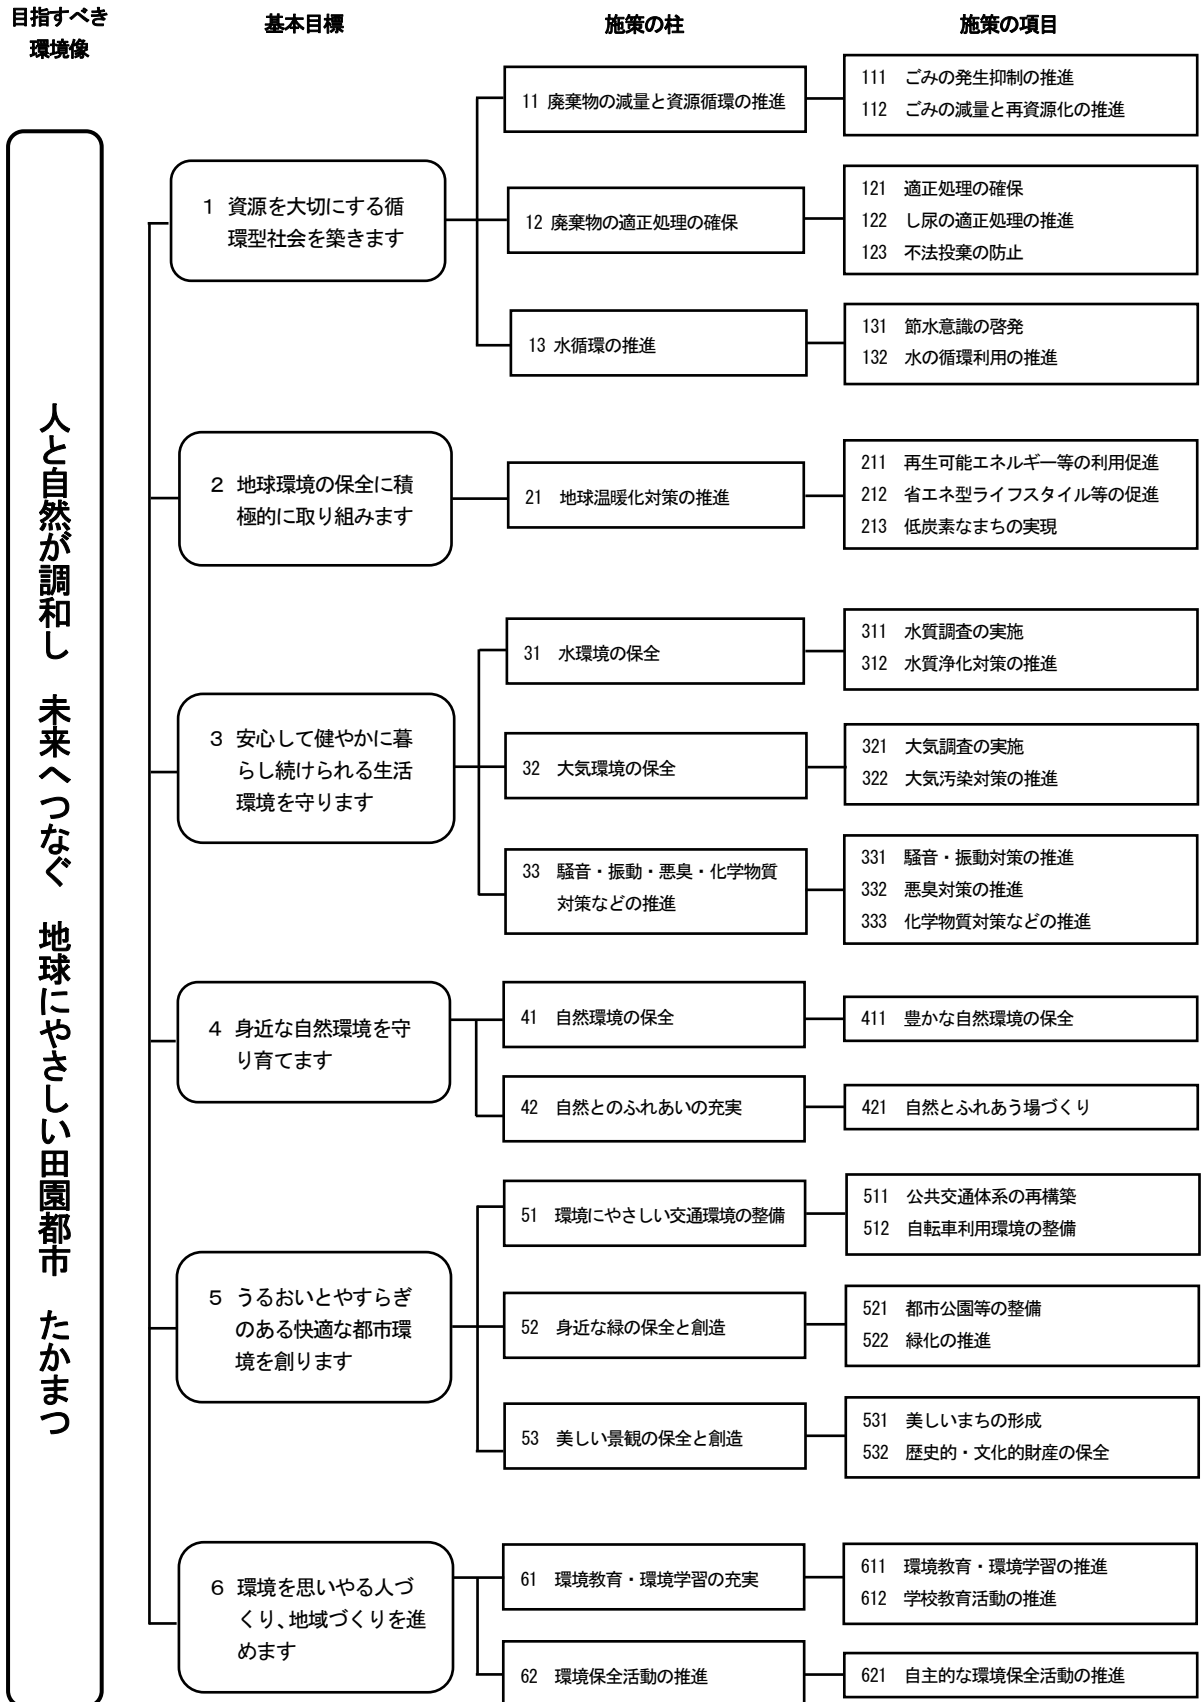 目指すべき
環境像
基本目標
施策の柱
施策の項目
人と自然が調和し　未来へつなぐ　地球にやさしい田園都市　たかまつ
1 資源を大切にする循
環型社会を築きます
11 廃棄物の減量と資源循環の推進
111 ごみの発生抑制の推進
112 ごみの減量と再資源化の推進
12 廃棄物の適正処理の確保
121 適正処理の確保
122 し尿の適正処理の推進
123 不法投棄の防止
13 水循環の推進
131 節水意識の啓発
132 水の循環利用の推進
2 地球環境の保全に積
極的に取り組みます
21 地球温暖化対策の推進
211 再生可能エネルギー等の利用促進
212 省エネ型ライフスタイル等の促進
213 低炭素なまちの実現
3 安心して健やかに暮
らし続けられる生活
環境を守ります
31 水環境の保全
311 水質調査の実施
312 水質浄化対策の推進
32 大気環境の保全
321 大気調査の実施
322 大気汚染対策の推進
33 騒音・振動・悪臭・化学物質
対策などの推進
331 騒音・振動対策の推進
332 悪臭対策の推進
333 化学物質対策などの推進
4 身近な自然環境を守
り育てます
41 自然環境の保全
411 豊かな自然環境の保全
42 自然とのふれあいの充実
421 自然とふれあう場づくり
5 うるおいとやすらぎ
のある快適な都市環
境を創ります
51 環境にやさしい交通環境の整備
511 公共交通体系の再構築
512 自転車利用環境の整備
52 身近な緑の保全と創造
521 都市公園等の整備
522 緑化の推進
53 美しい景観の保全と創造
531 美しいまちの形成
532 歴史的・文化的財産の保全
6 環境を思いやる人づ
くり、地域づくりを進
めます
61 環境教育・環境学習の充実
611 環境教育・環境学習の推進
612 学校教育活動の推進
62 環境保全活動の推進
621 自主的な環境保全活動の推進